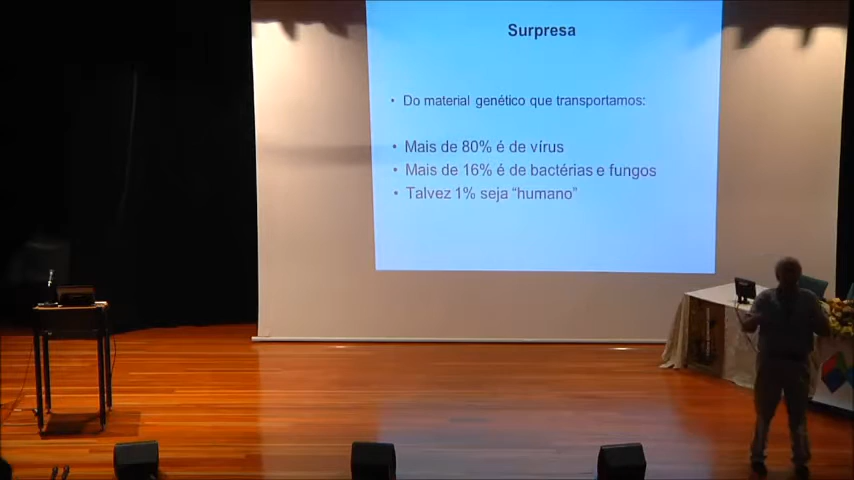 Surpresa
• Do material genético que transportamos:
• Mais de 80% é de vírus
• Mais de 16% é de bactérias e fungos
• Talvez 1% seja “humano”